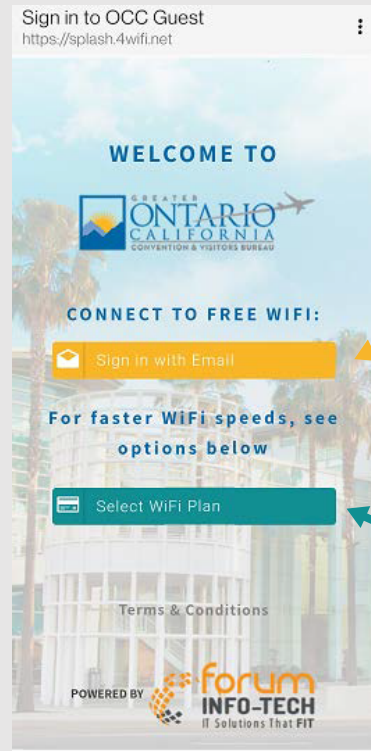 Sign in to OCC Guest
https://splash.4wifi.net
WELCOME TO
GREATER
ONTARIO
CALIFORNIA
CONVENTION & VISITORS BUREAU
CONNECT TO FREE WIFI:
Sign in with Email
For faster WiFi speeds, see
options below
Select WiFi Plan
Terms & Conditions
POWERED BY
forum
INFO-TECH
IT Solutions That FIT